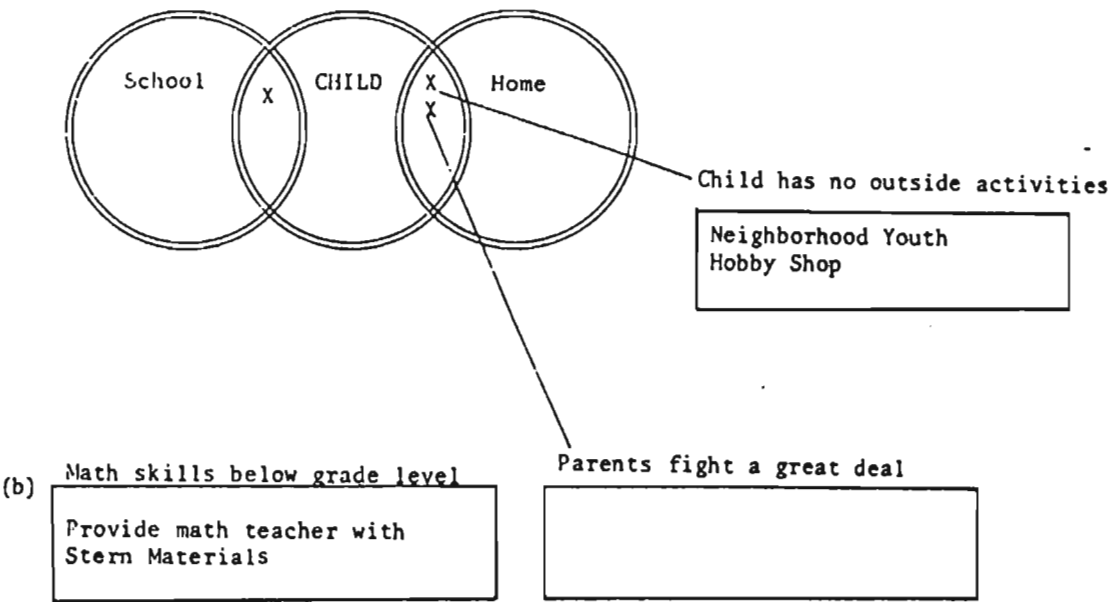 School
CHILD
Home
X
X
X
Child has no outside activities
Neighborhood Youth
Hobby Shop
(b)
Math skills below grade level
Provide math teacher with
Stern Materials
Parents fight a great deal